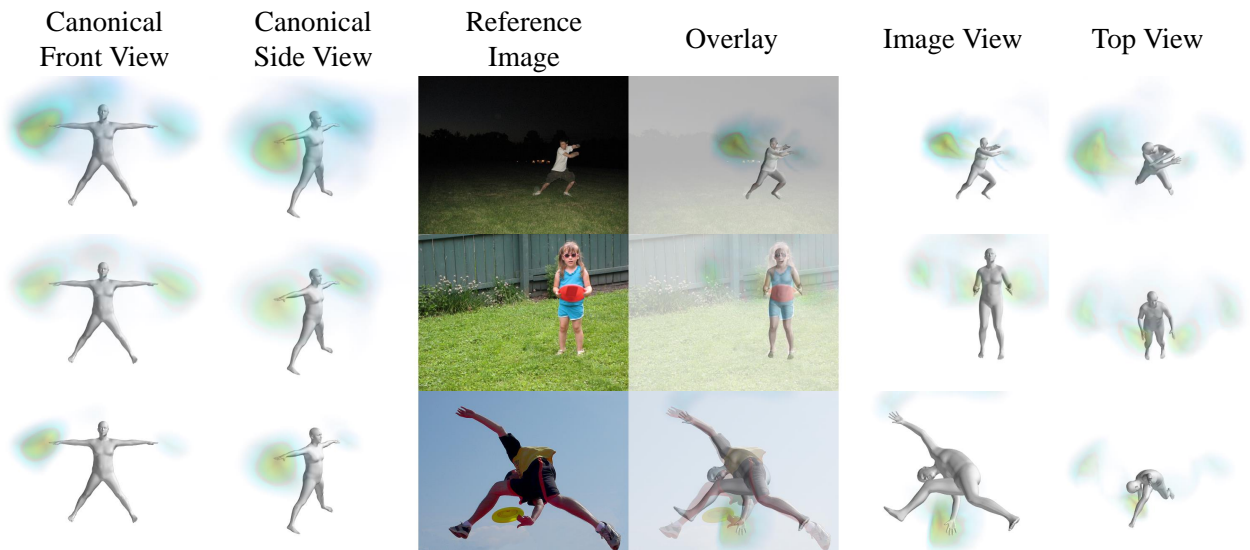 Canonical
Front View
Canonical
Side View
Reference
Image
Overlay
Image View
Top View